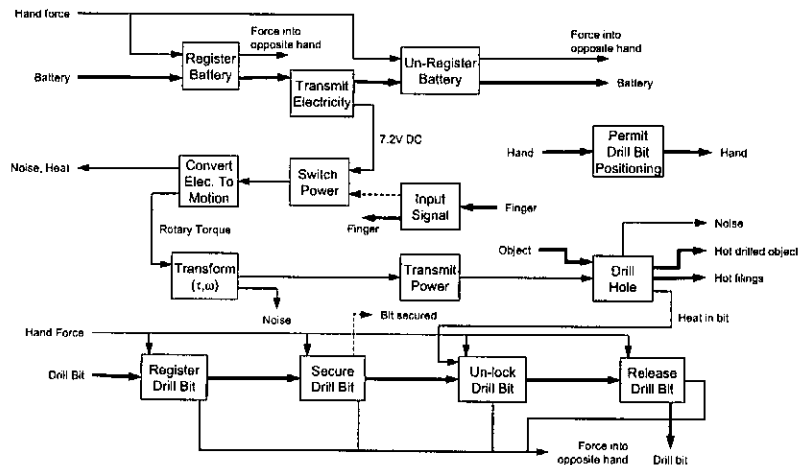 Hand force
Force into
opposite hand
Force into
opposite hand
Register
Battery
Un-Register
Battery
Battery
Battery
Transmit
Electricity
7.2V DC
Permit
Drill Bit
Positioning
Hand
Hand
Noise, Heat
Convert
Elec. To
Motion
Switch
Power
Input
Signal
Finger
Finger
Noise
Rotary Torque
Object
Hot drilled object
Transform
(τ,ω)
Transmit
Power
Drill
Hole
Hot filings
Noise
Heat in bit
Bit secured
Hand Force
Drill Bit
Register
Drill Bit
Secure
Drill Bit
Un-lock
Drill Bit
Release
Drill Bit
Force into
opposite hand
Drill bit